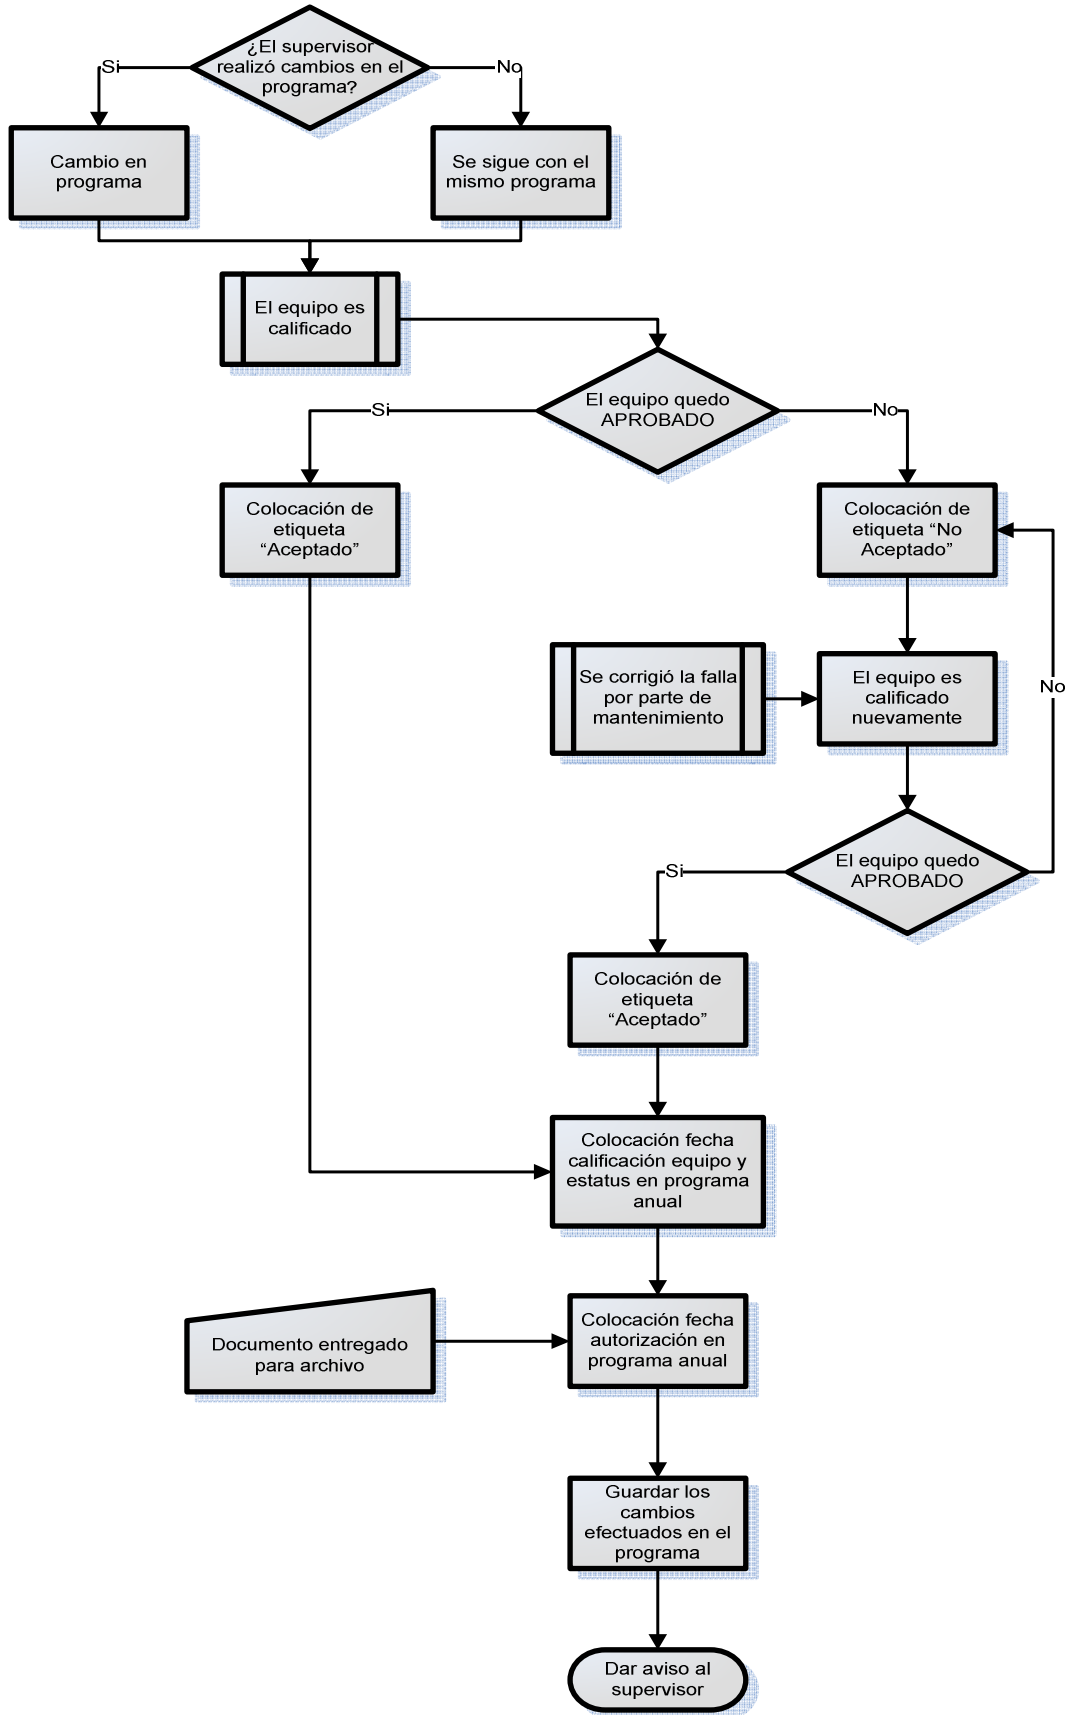 ¿El supervisor
realizó cambios en el
programa?
Si
No
Cambio en
programa
Se sigue con el
mismo programa
El equipo es
calificado
El equipo quedo
APROBADO
Si
No
Colocación de
etiqueta
“Aceptado”
Colocación de
etiqueta “No
Aceptado”
Se corrigió la falla
por parte de
mantenimiento
El equipo es
calificado
nuevamente
No
El equipo quedo
APROBADO
Si
Colocación de
etiqueta
“Aceptado”
Colocación fecha
calificación equipo y
estatus en programa
anual
Documento entregado
para archivo
Colocación fecha
autorización en
programa anual
Guardar los
cambios
efectuados en el
programa
Dar aviso al
supervisor